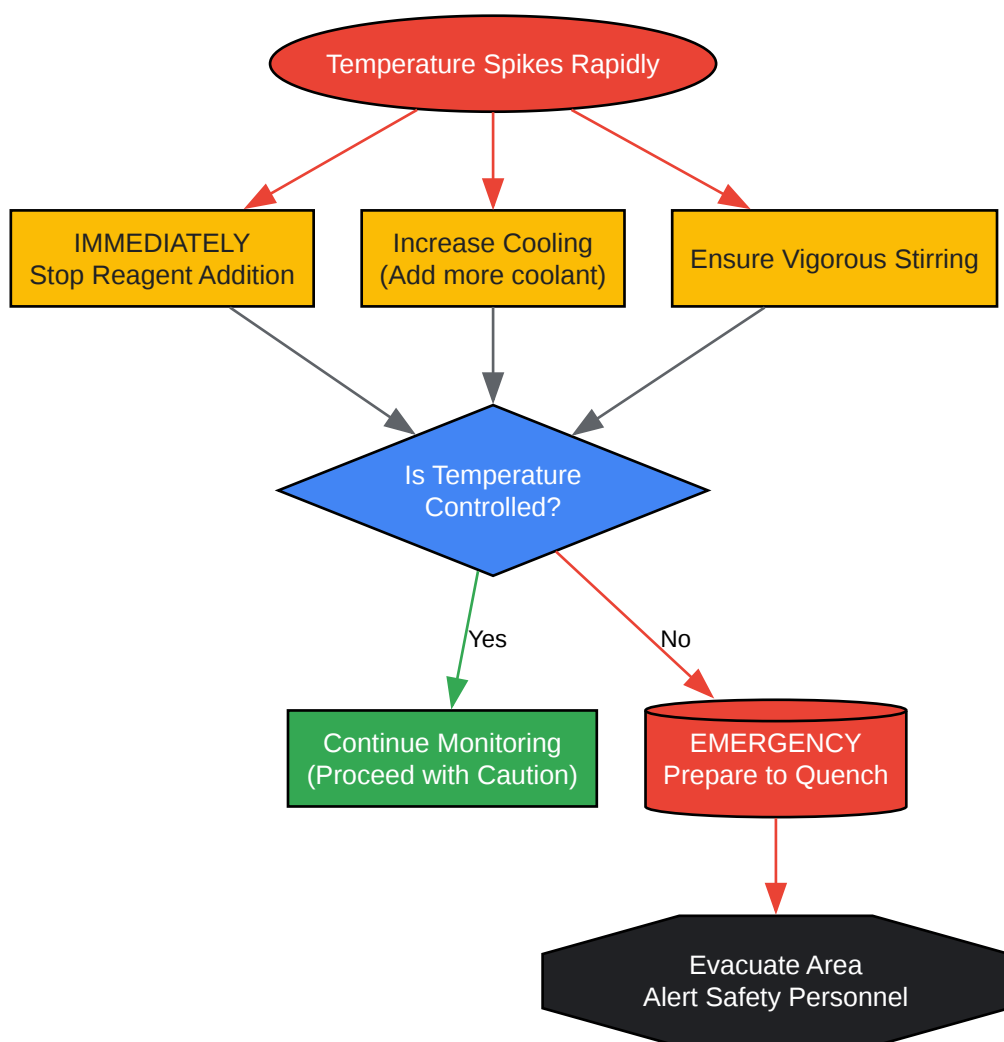 Temperature Spikes Rapidly
IMMEDIATELY
Stop Reagent Addition
Increase Cooling
(Add more coolant)
Ensure Vigorous Stirring
Is Temperature
Controlled?
Yes
No
Continue Monitoring
(Proceed with Caution)
EMERGENCY
Prepare to Quench
Evacuate Area
Alert Safety Personnel